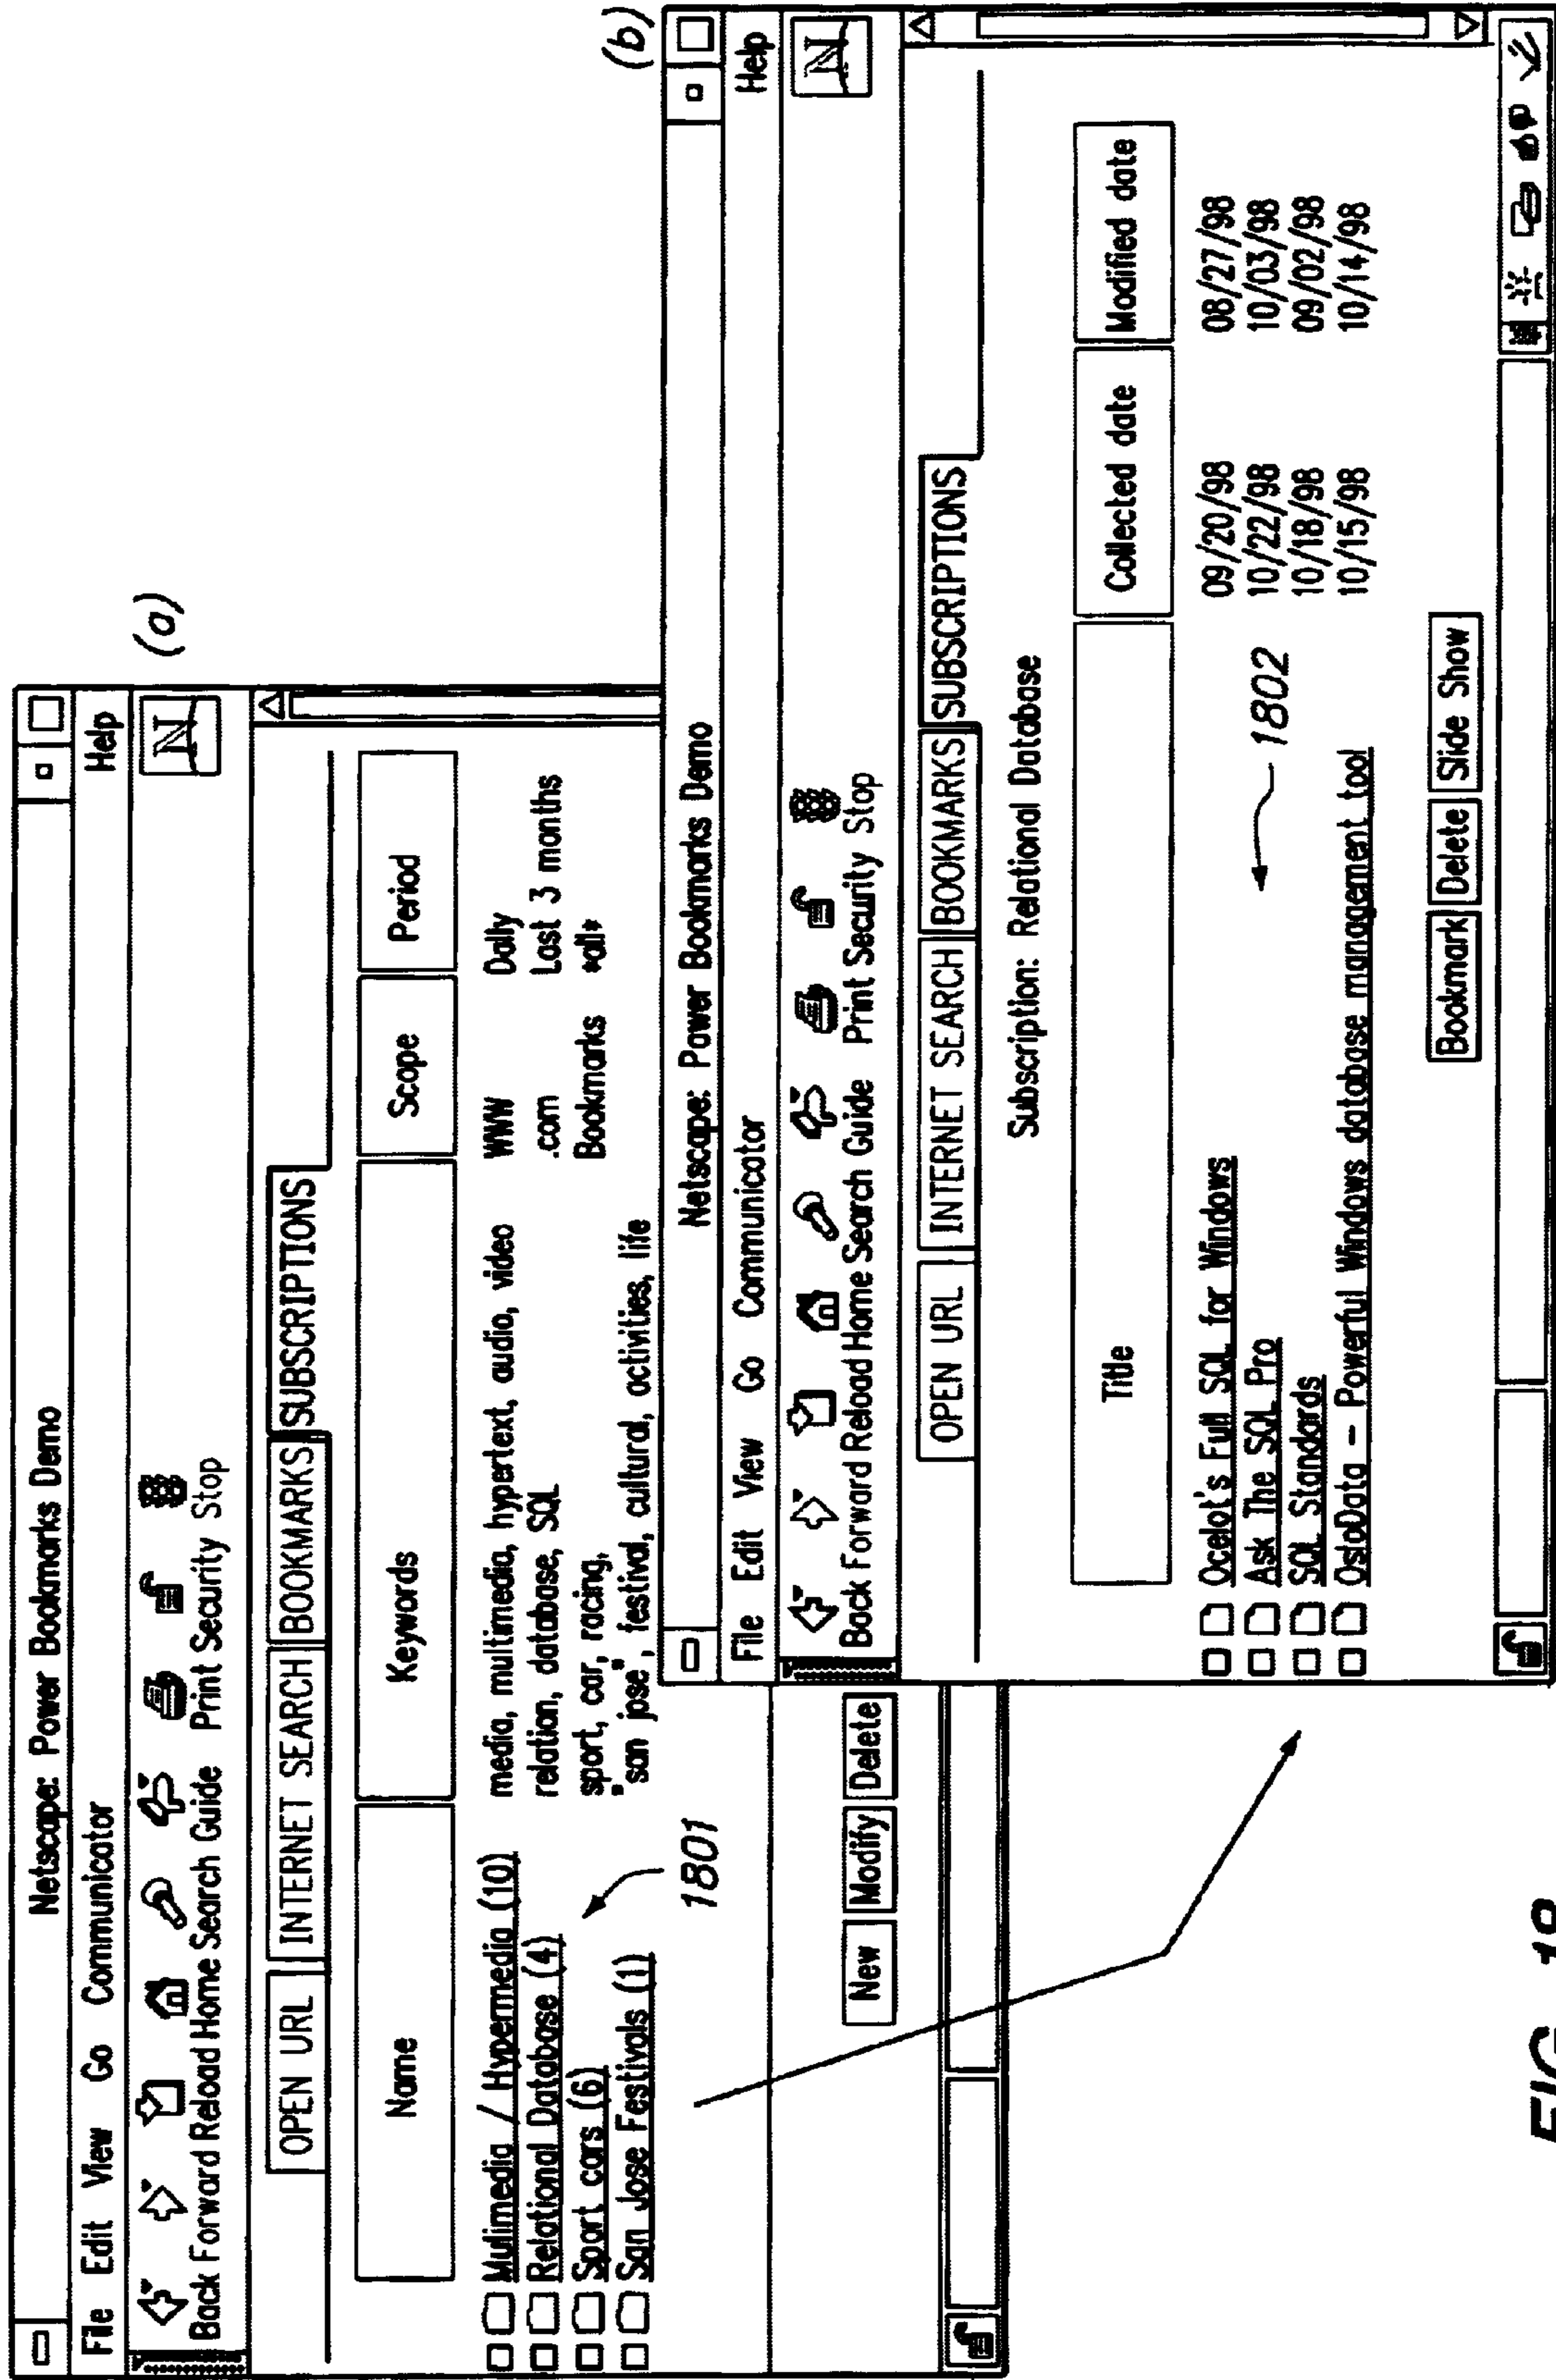 (a)
Netscape: Power Bookmarks Demo
File Edit View Go Communicator Help
Back Forward Reload Home Search Guide Print Security Stop
N
OPEN URL INTERNET SEARCH BOOKMARKS SUBSCRIPTIONS
Name Keywords Scope Period
Mulimedia / Hypermedia (10) media, multimedia, hypertext, audio, video WWW Daily
Relational Database (4) relation, database, SQL .com Last 3 months
Sport cars (6) sport, car, racing, Bookmarks *all*
San Jose Festivals (1) "san jose", festival, cultural, activities, life
1801
New Modify Delete
(b)
Netscape: Power Bookmarks Demo
File Edit View Go Communicator Help
Back Forward Reload Home Search Guide Print Security Stop
N
OPEN URL INTERNET SEARCH BOOKMARKS SUBSCRIPTIONS
Subscription: Relational Database
Title Collected date Modified date
Ocelot's Full SQL for Windows 09/20/98 08/27/98
Ask The SQL Pro 10/22/98 10/03/98
SQL Standards 10/18/98 09/02/98
OsloData - Powerful Windows database management tool 10/15/98 10/14/98
1802
Bookmark Delete Slide Show
FIG. 18